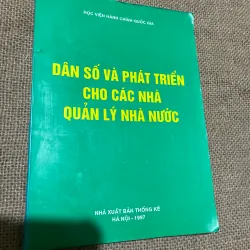 HỌC VIỆN HÀNH CHÍNH QUỐC GIA
DÂN SỐ VÀ PHÁT TRIỂN
CHO CÁC NHÀ
QUẢN LÝ NHÀ NƯỚC
NHÀ XUẤT BẢN THỐNG KÊ
HÀ NỘI - 1997